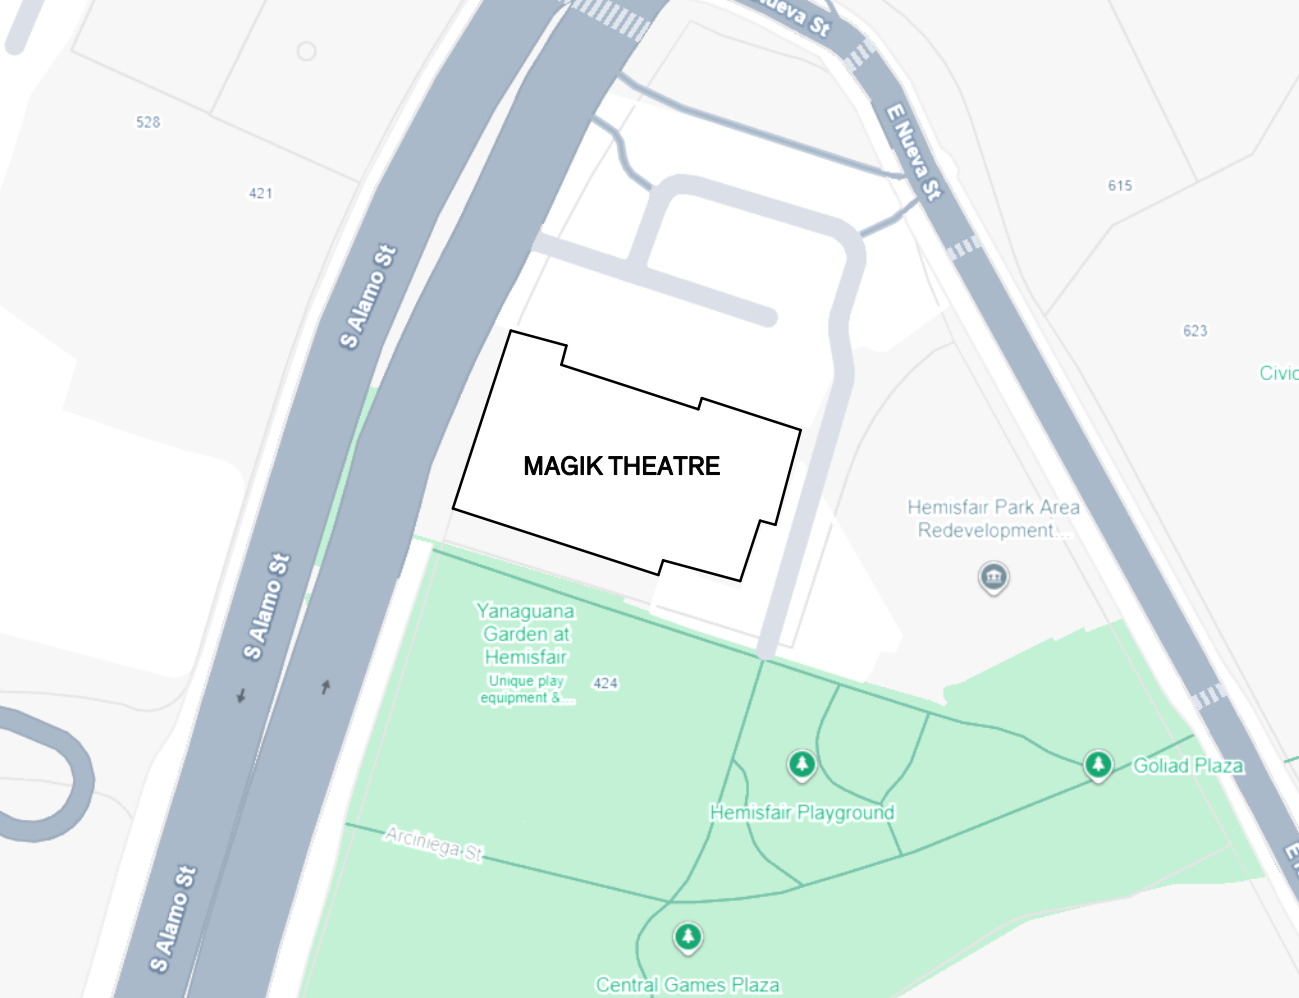 Nueva St
528
E Nueva St
421
615
S Alamo St
623
Civic
MAGIK THEATRE
Hemisfair Park Area
Redevelopment...
S Alamo St
Yanaguana
Garden at
Hemisfair
Unique play
equipment &...
424
Goliad Plaza
Hemisfair Playground
Arciniega St
S Alamo St
Central Games Plaza